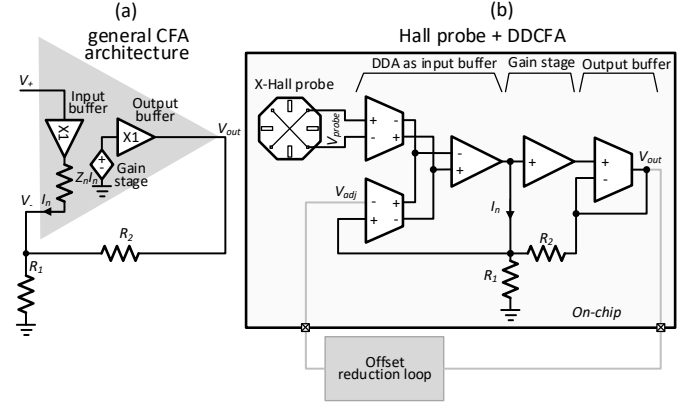 (a)
general CFA
architecture
V+
Input
buffer
X1
Output
buffer
X1
Vout
+
-
Gain
stage
ZnIn
V-
In
R2
R1
(b)
Hall probe + DDCFA
DDA as input buffer
Gain stage
Output buffer
X-Hall probe
Vprobe
+
-
-
+
Vadj
-
+
-
+
-
+
+
+
-
Vout
In
R2
R1
On-chip
Offset
reduction loop